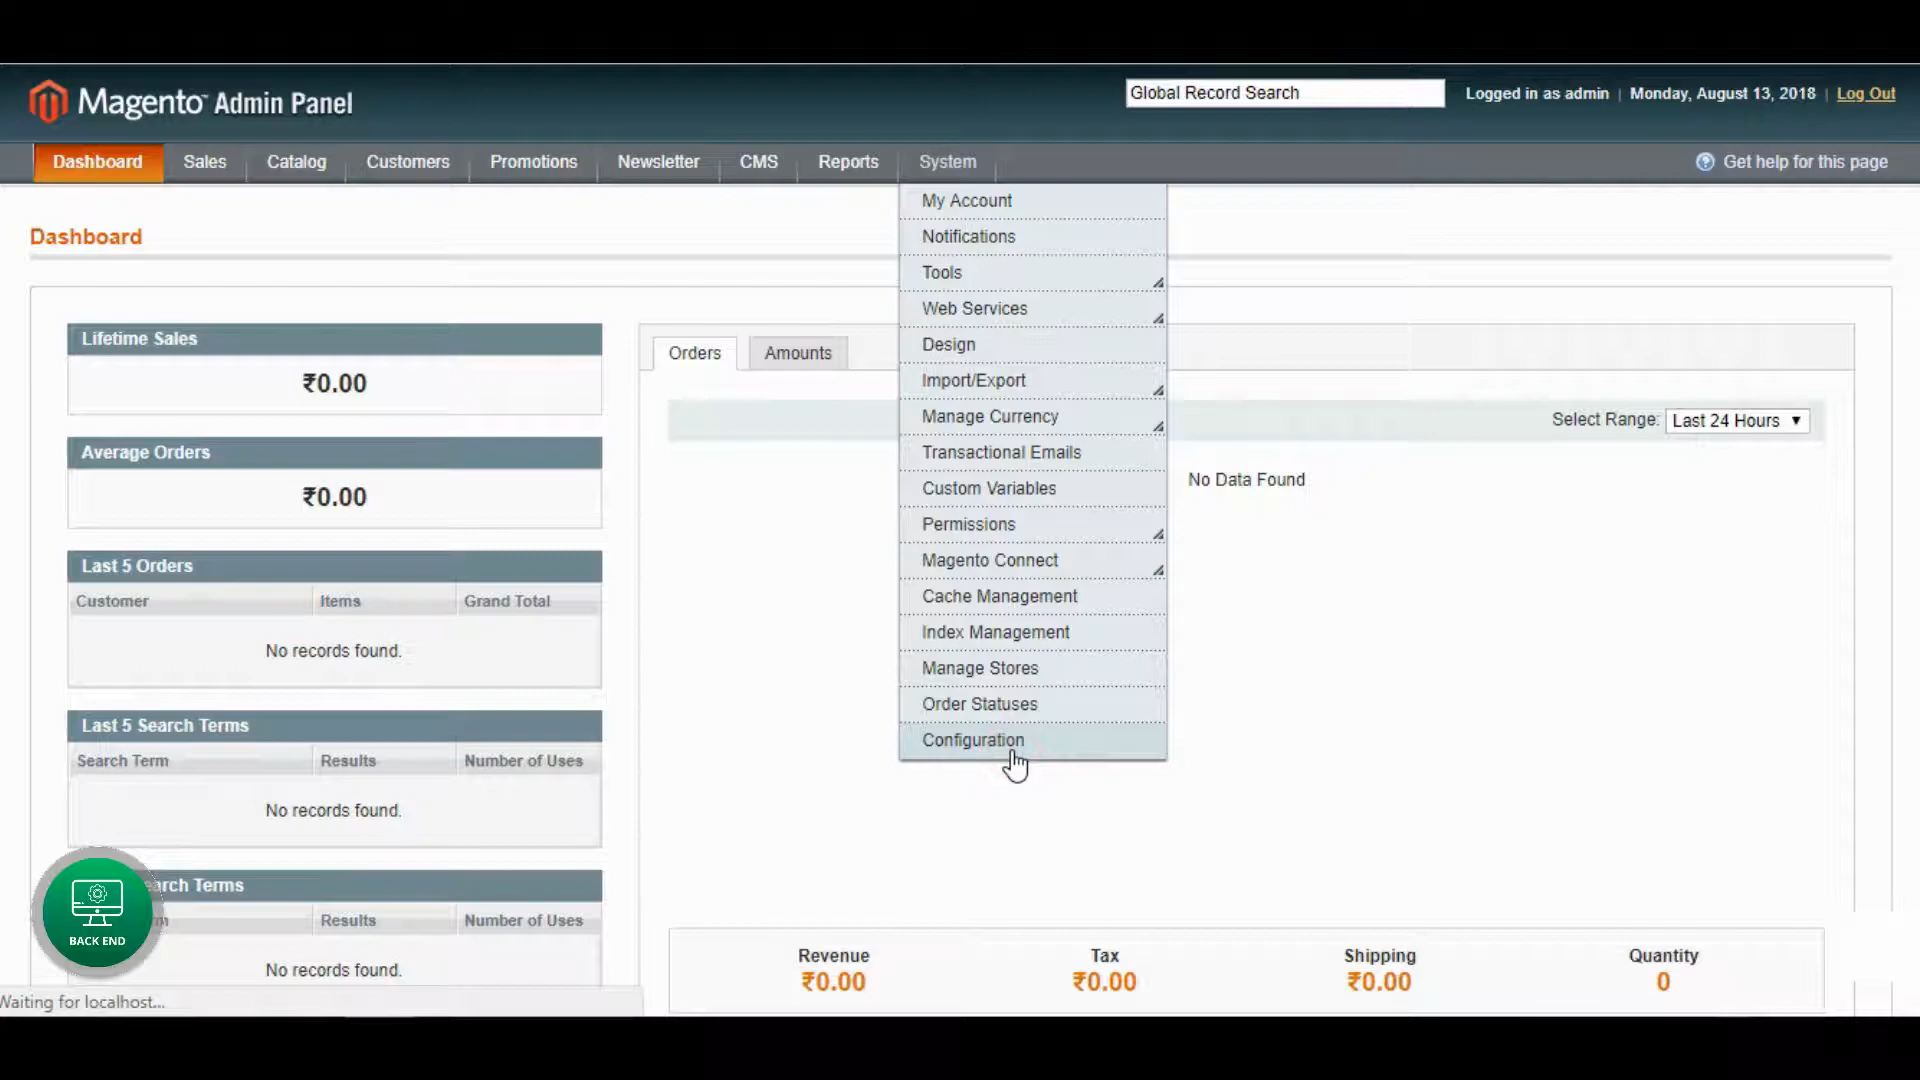 Magento™ Admin Panel
Global Record Search
Logged in as admin | Monday, August 13, 2018 | Log Out
Dashboard
Sales
Catalog
Customers
Promotions
Newsletter
CMS
Reports
System
Get help for this page
My Account
Notifications
Tools
Web Services
Design
Import/Export
Manage Currency
Transactional Emails
Custom Variables
Permissions
Magento Connect
Cache Management
Index Management
Manage Stores
Order Statuses
Configuration
Dashboard
Lifetime Sales
₹0.00
Average Orders
₹0.00
Last 5 Orders
Customer Items Grand Total
No records found.
Last 5 Search Terms
Search Term Results Number of Uses
No records found.
Terms
Results Number of Uses
No records found.
Orders
Amounts
Select Range: Last 24 Hours
No Data Found
Revenue Tax Shipping Quantity
₹0.00 ₹0.00 ₹0.00 0
BACK END
Waiting for localhost...